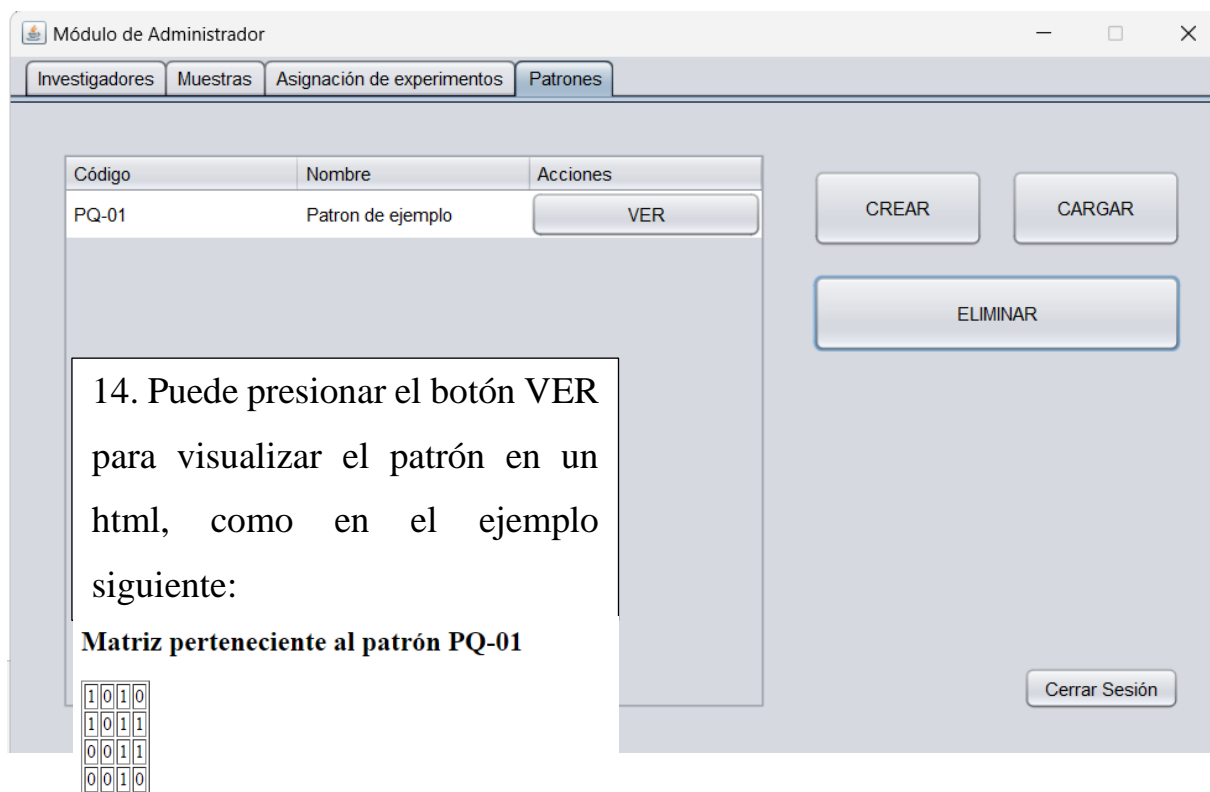 Módulo de Administrador
Investigadores Muestras Asignación de experimentos Patrones
Código Nombre Acciones
PQ-01 Patron de ejemplo VER
CREAR CARGAR
ELIMINAR
14. Puede presionar el botón VER
para visualizar el patrón en un
html, como en el ejemplo
siguiente:
Matriz perteneciente al patrón PQ-01
1 0 1 0
1 0 1 1
0 0 1 1
0 0 1 0
Cerrar Sesión